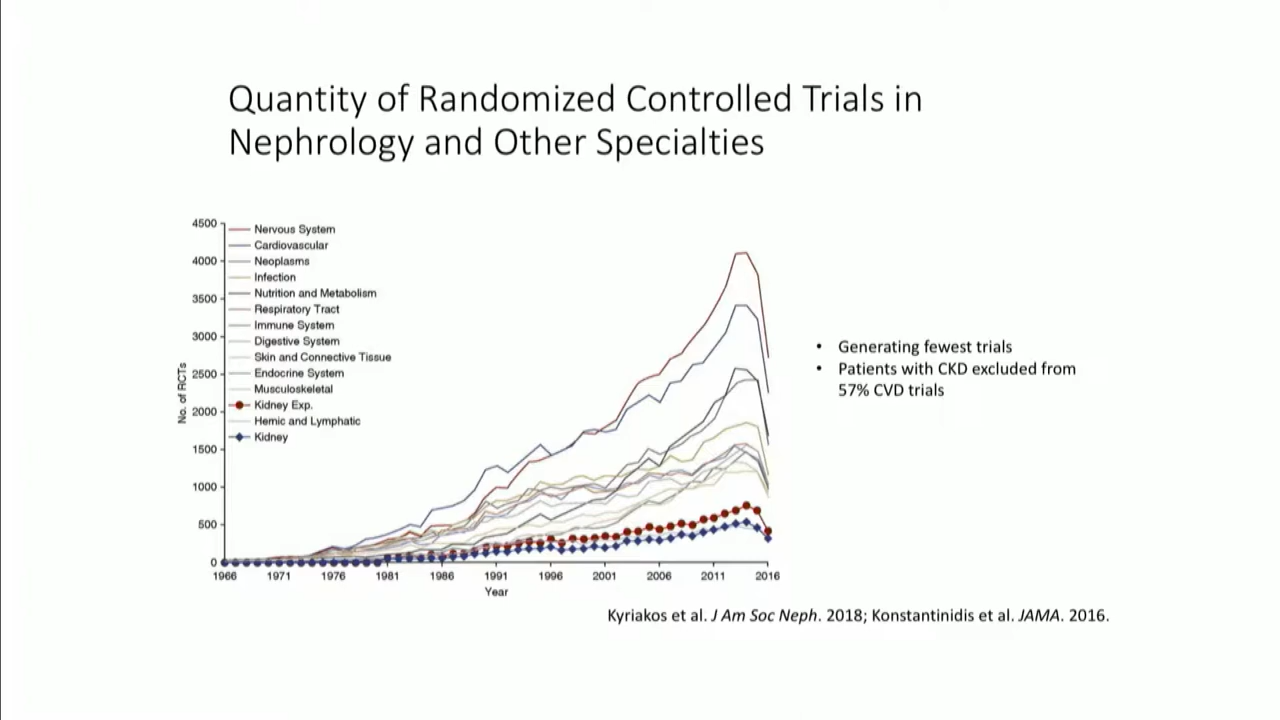 Quantity of Randomized Controlled Trials in
Nephrology and Other Specialties
4500
4000
3500
3000
2500
2000
1500
1000
500
0
No. of RCTs
Nervous System
Cardiovascular
Neoplasms
Infection
Nutrition and Metabolism
Respiratory Tract
Immune System
Digestive System
Skin and Connective Tissue
Endocrine System
Musculoskeletal
Kidney Exp.
Hemic and Lymphatic
Kidney
1966 1971 1976 1981 1986 1991 1996 2001 2006 2011 2016
Year
• Generating fewest trials
• Patients with CKD excluded from
57% CVD trials
Kyriakos et al. J Am Soc Neph. 2018; Konstantinidis et al. JAMA. 2016.